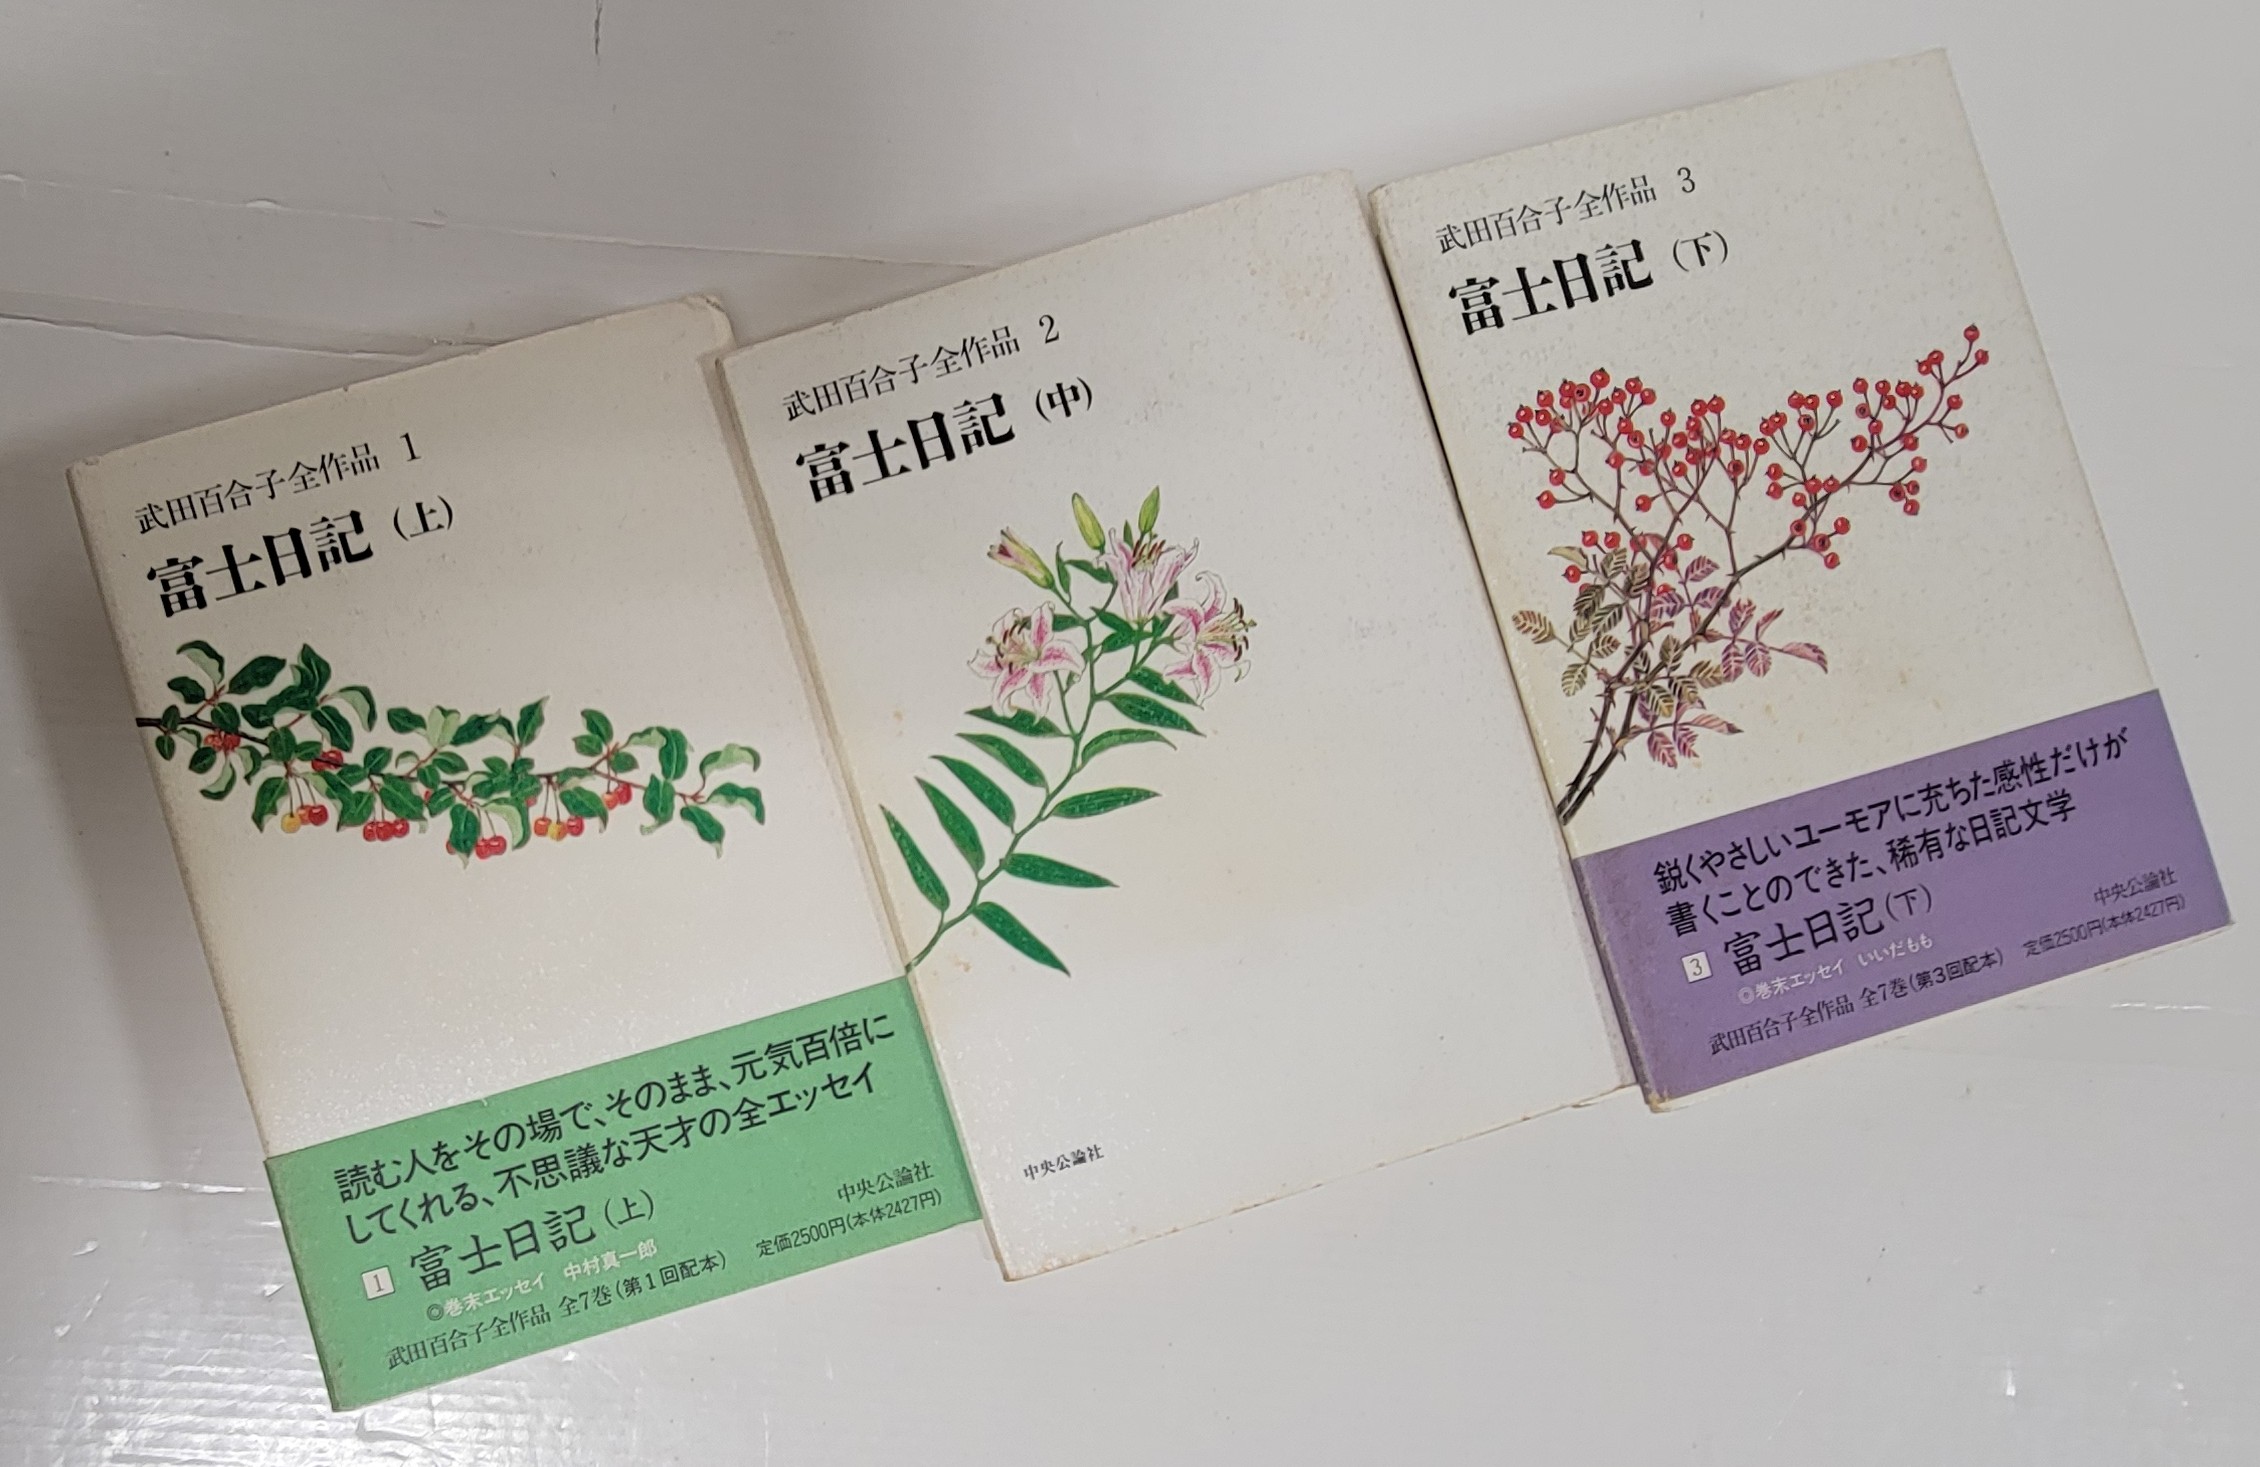 武田百合子全作品 1
富士日記（上）
読む人をその場で、そのまま、元気百倍に
してくれる、不思議な天才の全エッセイ
1 富士日記（上）
中央公論社
◎巻末エッセイ 中村真一郎
定価2500円(本体2427円)
武田百合子全作品 全7巻(第1回配本)
武田百合子全作品 2
富士日記（中）
中央公論社
武田百合子全作品 3
富士日記（下）
鋭くやさしいユーモアに充ちた感性だけが
書くことのできた、稀有な日記文学
3 富士日記（下）
中央公論社
◎巻末エッセイ いいだもも
定価2500円(本体2427円)
武田百合子全作品 全7巻(第3回配本)